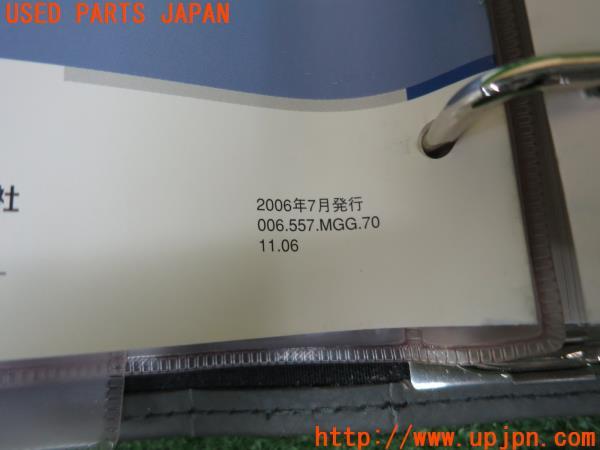 USED PARTS JAPAN
社
2006年7月発行
006.557.MGG.70
11.06
http://www.upjpn.com